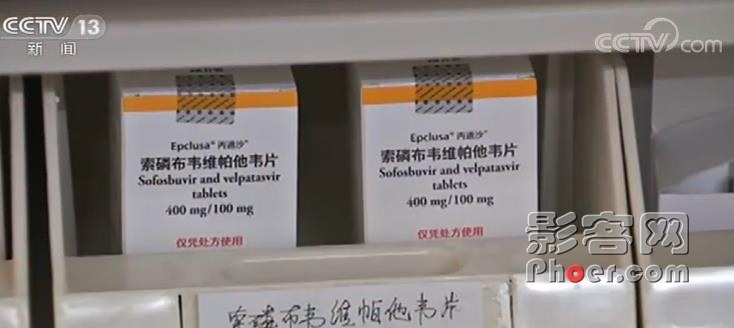 CCTV 13
新闻
CCTV.com
Epclusa® 丙通沙®
索磷布韦维帕他韦片
Sofosbuvir and velpatasvir
tablets
400 mg/100 mg
仅凭处方使用
Epclusa® 丙通沙®
索磷布韦维帕他韦片
Sofosbuvir and velpatasvir
tablets
400 mg/100 mg
仅凭处方使用
影客网
Phoer.com
索磷布韦维帕他韦片